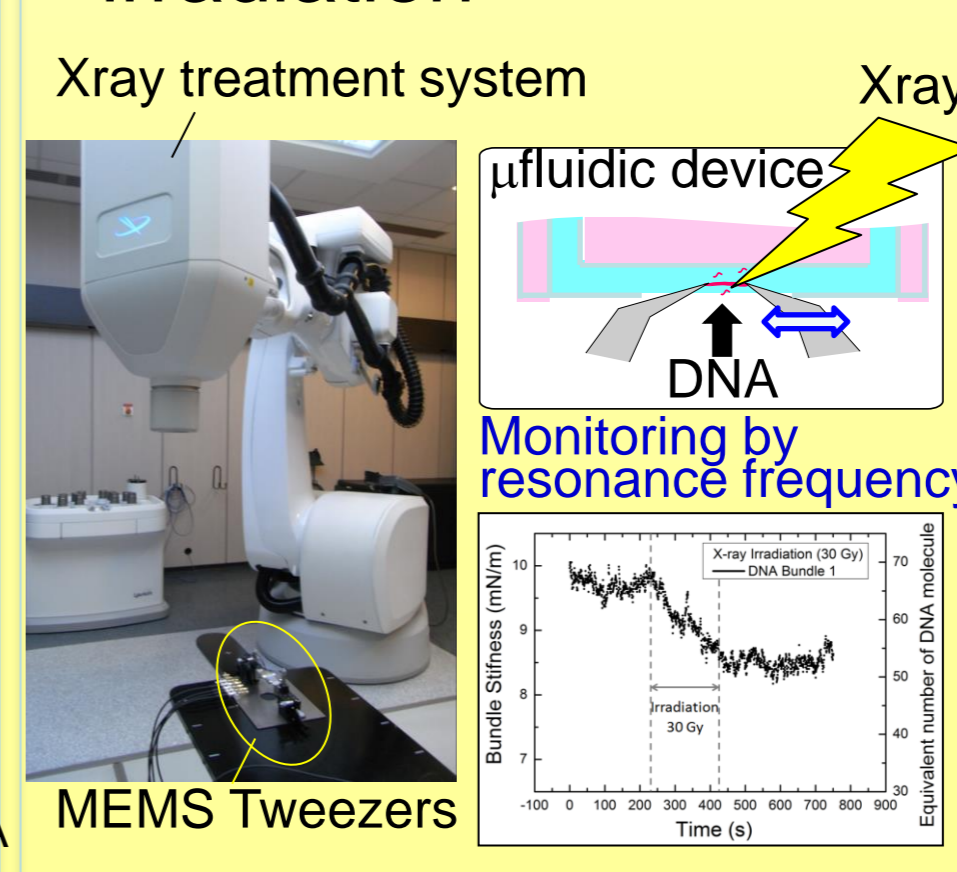 Irradiation
Xray treatment system
Xray
μfluidic device
DNA
Monitoring by
resonance frequency
MEMS Tweezers
Bundle Stifness (mN/m)
10
9
8
7
X-ray Irradiation (30 Gy)
DNA Bundle 1
Irradiation
30 Gy
70
60
50
40
30
Equivalent number of DNA molecule
-100 0 100 200 300 400 500 600 700 800 900
Time (s)